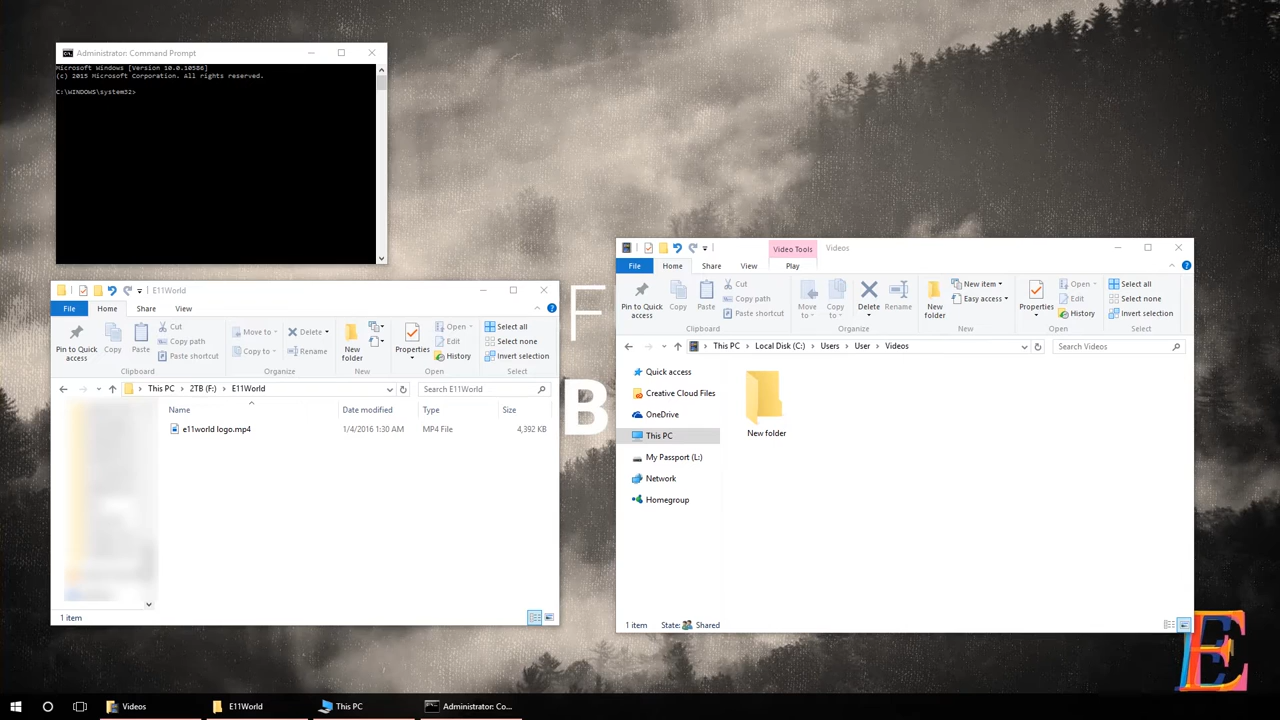 Administrator: Command Prompt
Microsoft Windows [Version 10.0.10586]
(c) 2015 Microsoft Corporation. All rights reserved.
C:\WINDOWS\system32>
E11World
File Home Share View
Pin to Quick access
Copy
Paste
Cut
Copy path
Paste shortcut
Clipboard
Move to
Copy to
Delete
Rename
Organize
New folder
New
Properties
Open
Edit
History
Open
Select all
Select none
Invert selection
Select
This PC 2TB (F:) E11World
Search E11World
Name Date modified Type Size
e11world logo.mp4 1/4/2016 1:30 AM MP4 File 4,392 KB
1 item
F
B
Video Tools Videos
File Home Share View Play
Pin to Quick access
Copy
Paste
Cut
Copy path
Paste shortcut
Clipboard
Move to
Copy to
Delete
Rename
Organize
New folder
New item
Easy access
New
Properties
Open
Edit
History
Open
Select all
Select none
Invert selection
Select
This PC Local Disk (C:) Users User Videos
Search Videos
Quick access
Creative Cloud Files
OneDrive
This PC
My Passport (L:)
Network
Homegroup
New folder
1 item State: Shared
E
Videos E11World This PC Administrator: Co...